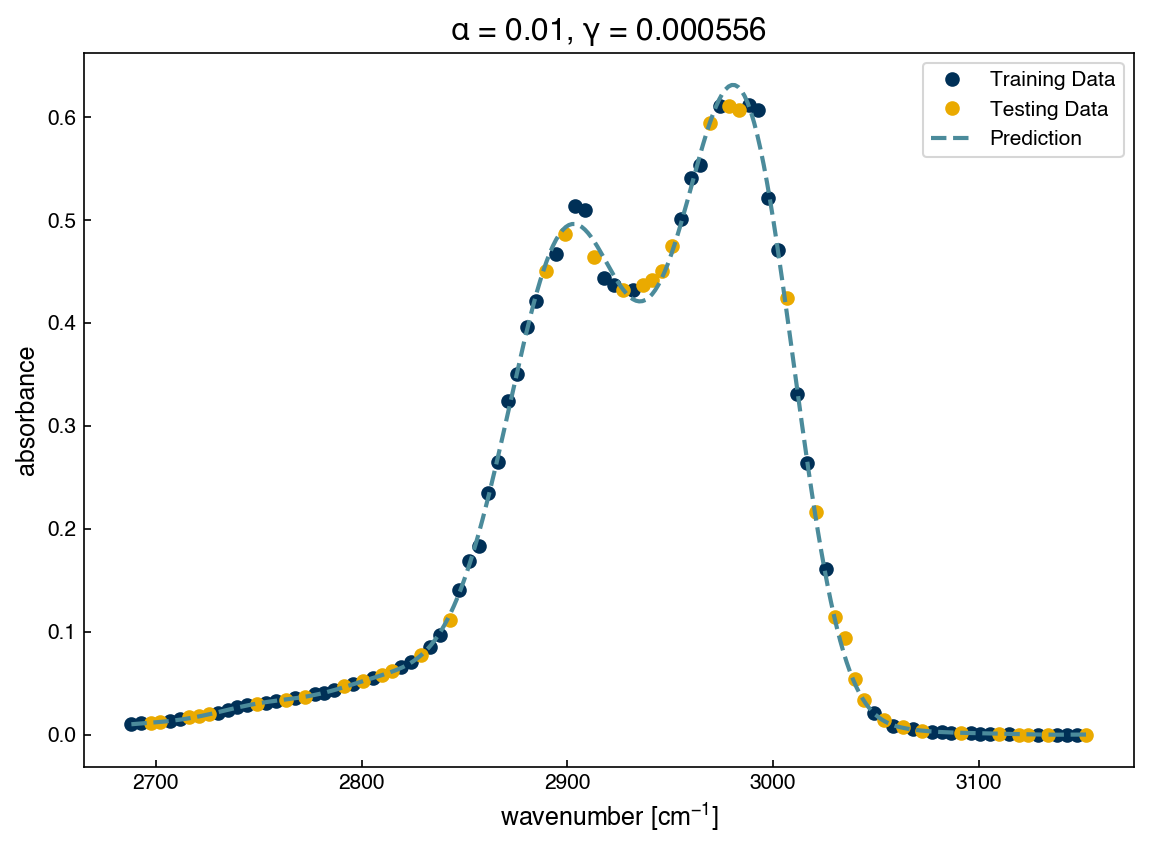 α = 0.01, γ = 0.000556
Training Data
Testing Data
Prediction
absorbance
0.6
0.5
0.4
0.3
0.2
0.1
0.0
2700 2800 2900 3000 3100
wavenumber [cm⁻¹]